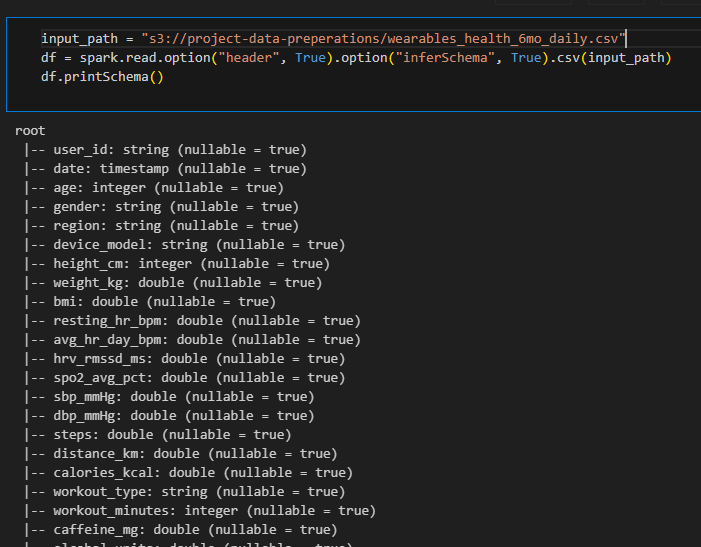 input_path = "s3://project-data-preperations/wearables_health_6mo_daily.csv"
df = spark.read.option("header", True).option("inferSchema", True).csv(input_path)
df.printSchema()
root
 |-- user_id: string (nullable = true)
 |-- date: timestamp (nullable = true)
 |-- age: integer (nullable = true)
 |-- gender: string (nullable = true)
 |-- region: string (nullable = true)
 |-- device_model: string (nullable = true)
 |-- height_cm: integer (nullable = true)
 |-- weight_kg: double (nullable = true)
 |-- bmi: double (nullable = true)
 |-- resting_hr_bpm: double (nullable = true)
 |-- avg_hr_day_bpm: double (nullable = true)
 |-- hrv_rmssd_ms: double (nullable = true)
 |-- spo2_avg_pct: double (nullable = true)
 |-- sbp_mmHg: double (nullable = true)
 |-- dbp_mmHg: double (nullable = true)
 |-- steps: double (nullable = true)
 |-- distance_km: double (nullable = true)
 |-- calories_kcal: double (nullable = true)
 |-- workout_type: string (nullable = true)
 |-- workout_minutes: integer (nullable = true)
 |-- caffeine_mg: double (nullable = true)